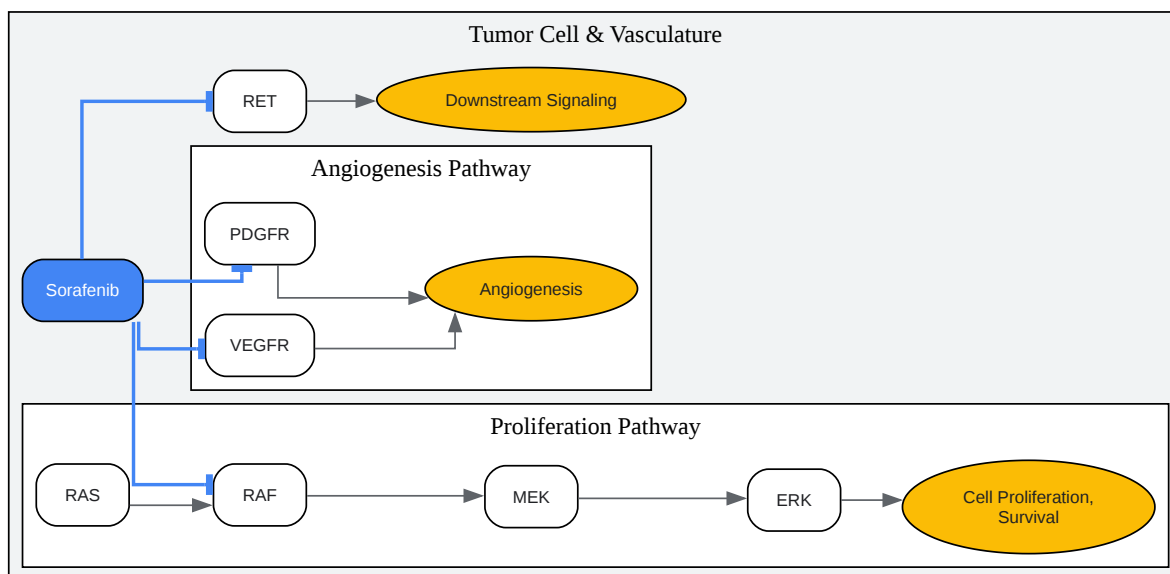 Tumor Cell & Vasculature
RET
Downstream Signaling
Angiogenesis Pathway
PDGFR
Sorafenib
Angiogenesis
VEGFR
Proliferation Pathway
RAS
RAF
MEK
ERK
Cell Proliferation,
Survival